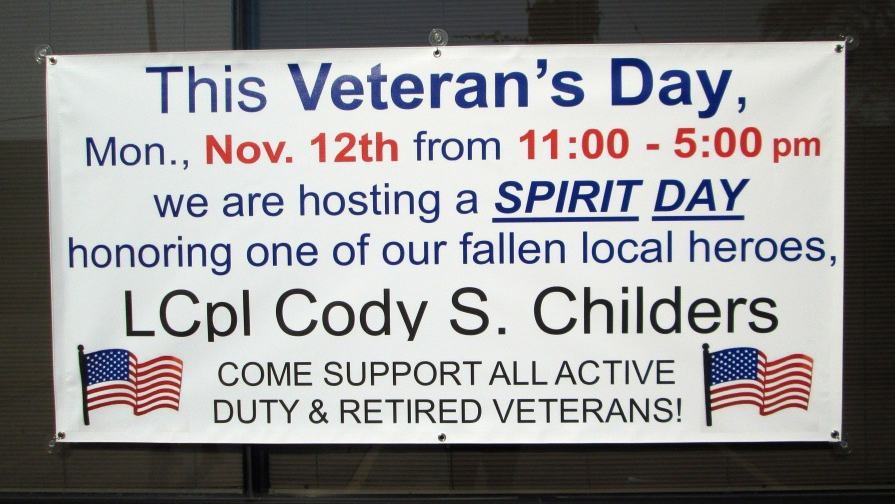 This Veteran's Day,
Mon., Nov. 12th from 11:00 - 5:00 pm
we are hosting a SPIRIT DAY
honoring one of our fallen local heroes,
LCpl Cody S. Childers
COME SUPPORT ALL ACTIVE
DUTY & RETIRED VETERANS!